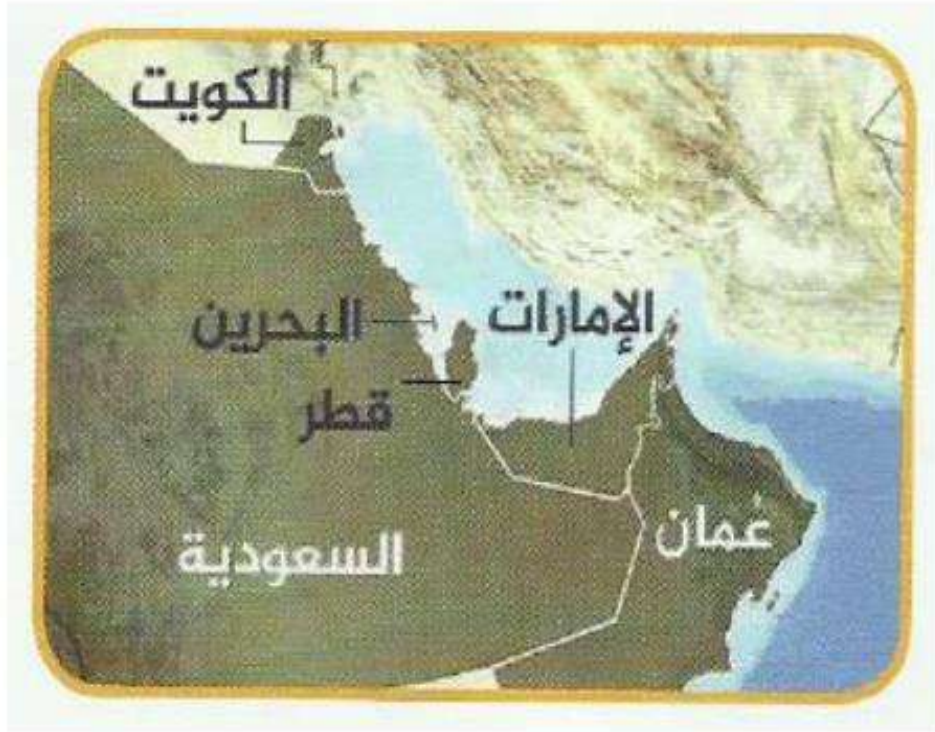 الكويت
الإمارات
البحرين
قطر
عُمان
السعودية